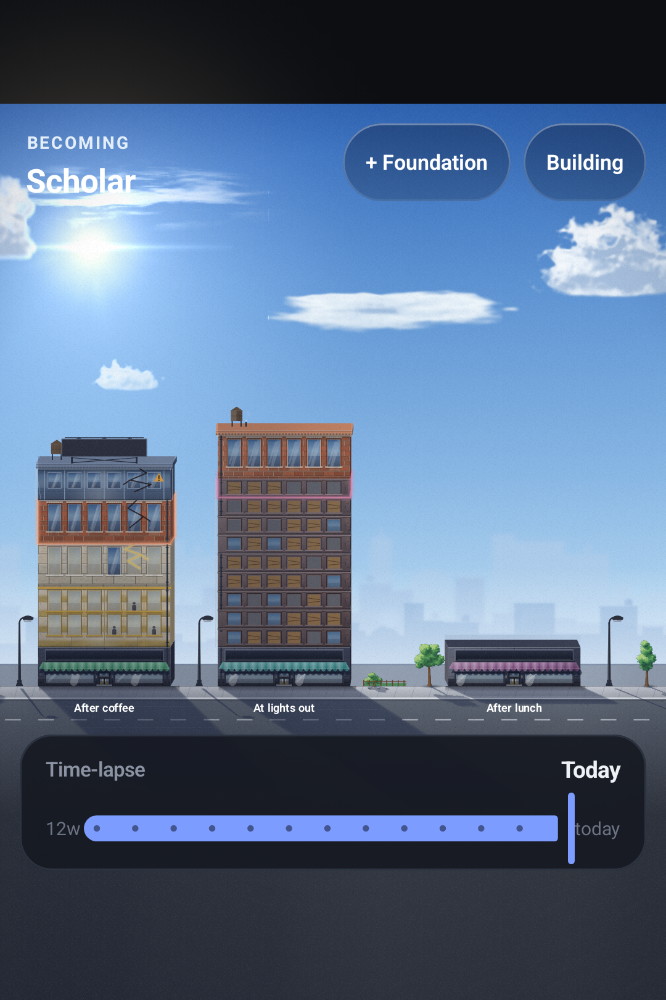 BECOMING
Scholar
+ Foundation
Building
After coffee
At lights out
After lunch
Time-lapse
Today
12w
today